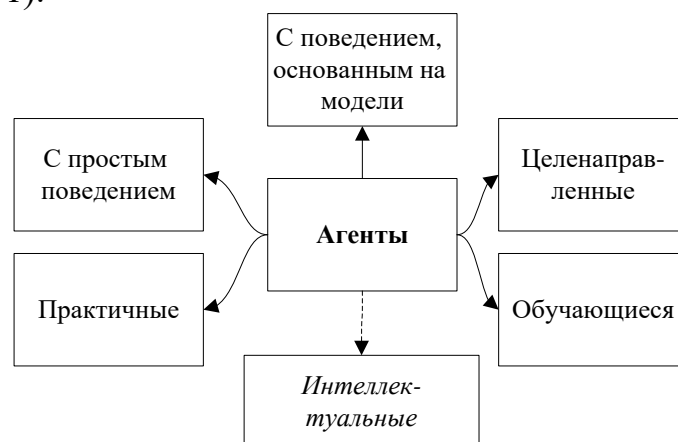 1).
С поведением,
основанным на
модели
С простым
поведением
Целенаправ-
ленные
Агенты
Практичные
Обучающиеся
Интеллек-
туальные